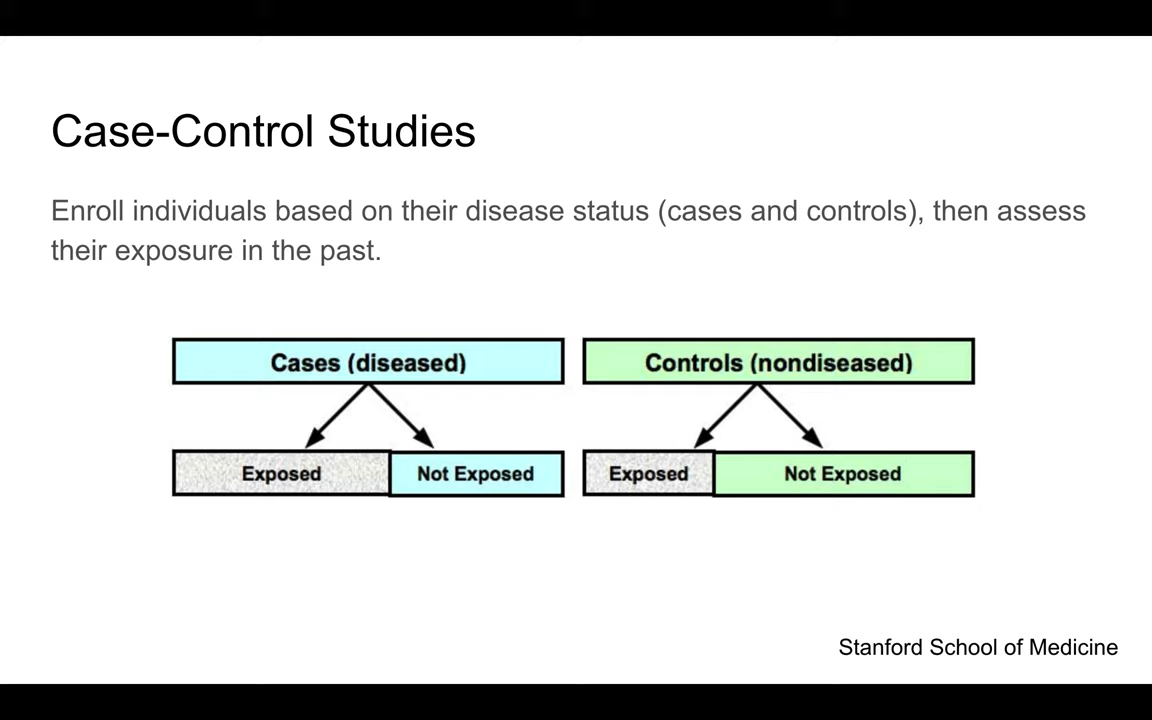 Case-Control Studies
Enroll individuals based on their disease status (cases and controls), then assess
their exposure in the past.
Cases (diseased)
Controls (nondiseased)
Exposed
Not Exposed
Exposed
Not Exposed
Stanford School of Medicine